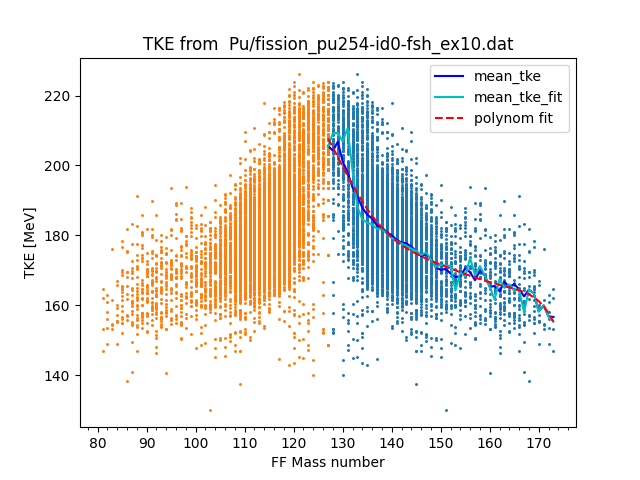 TKE from  Pu/fission_pu254-id0-fsh_ex10.dat
mean_tke
mean_tke_fit
polynom fit
TKE [MeV]
220
200
180
160
140
80 90 100 110 120 130 140 150 160 170
FF Mass number